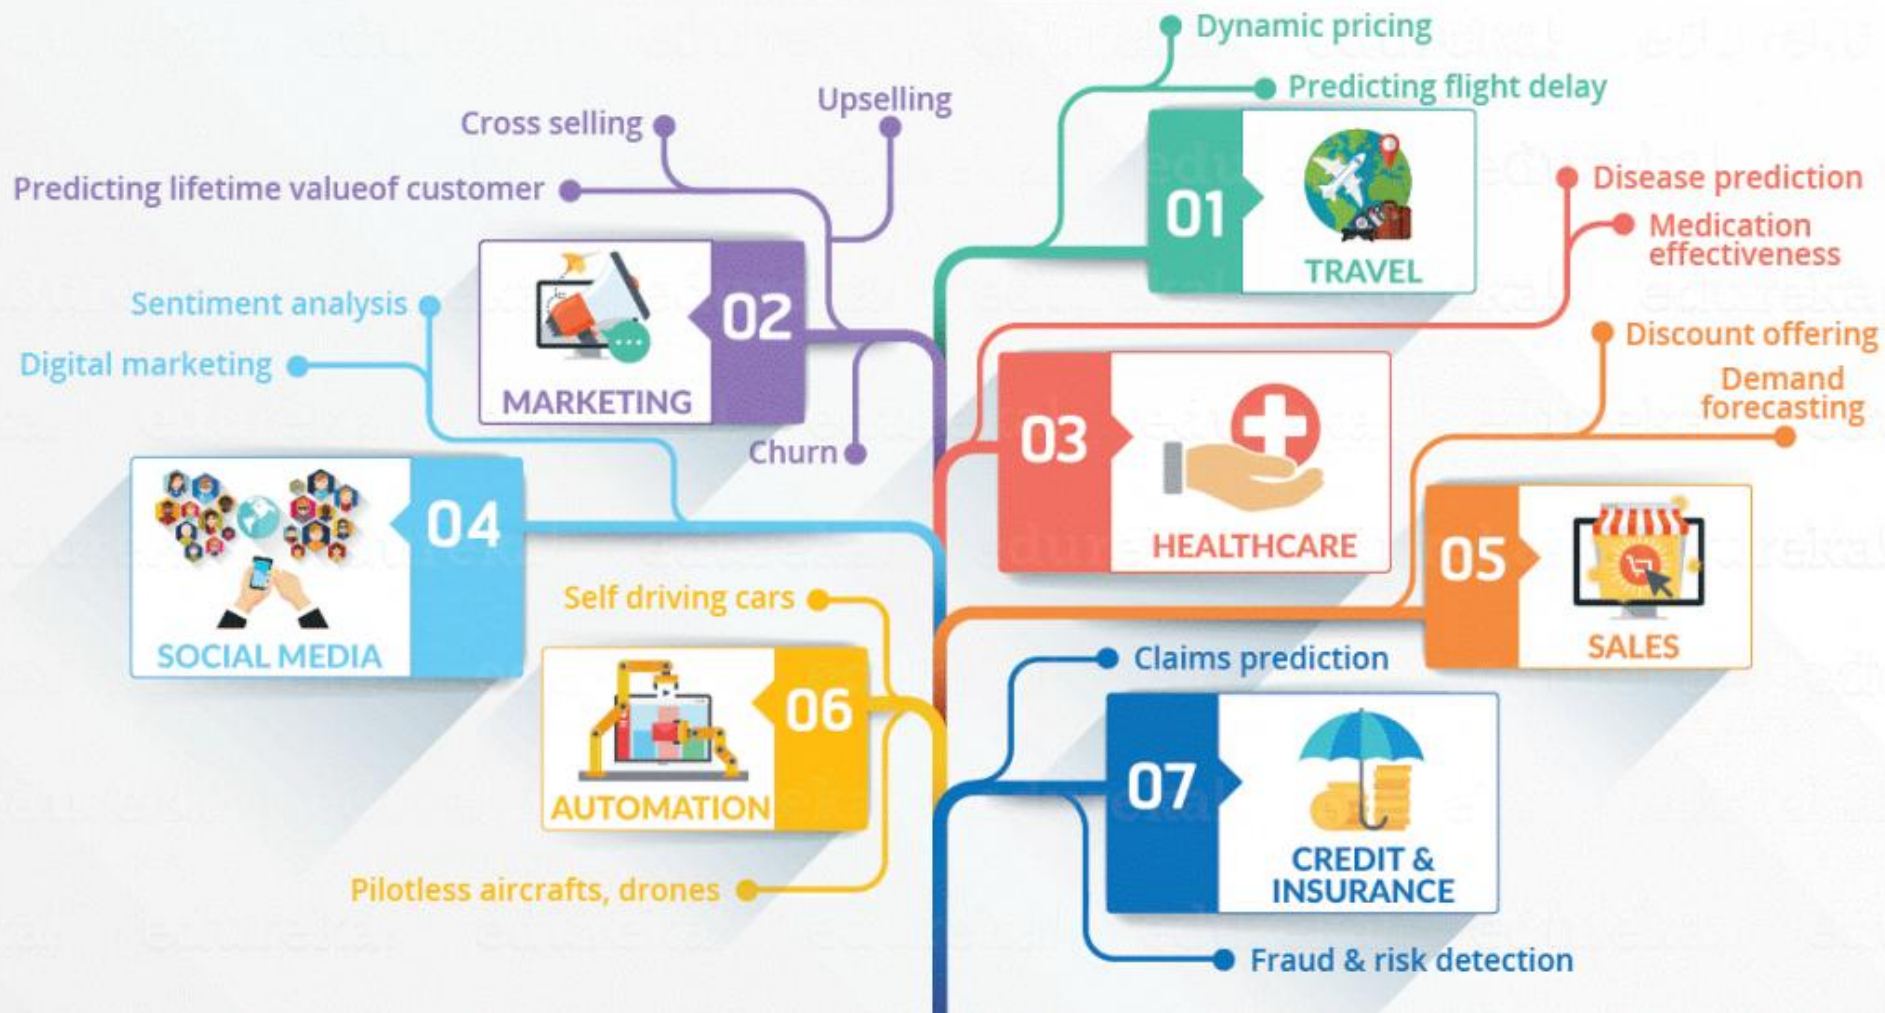 Dynamic pricing
Predicting flight delay
01
TRAVEL
Upselling
Cross selling
Predicting lifetime valueof customer
02
MARKETING
Churn
Disease prediction
Medication
effectiveness
03
HEALTHCARE
Sentiment analysis
Digital marketing
04
SOCIAL MEDIA
Discount offering
Demand
forecasting
05
SALES
Self driving cars
06
AUTOMATION
Pilotless aircrafts, drones
Claims prediction
07
CREDIT &
INSURANCE
Fraud & risk detection